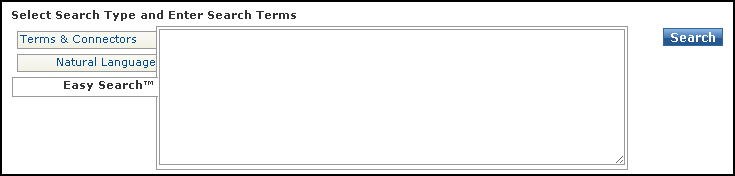 Select Search Type and Enter Search Terms
Terms & Connectors
Search
Natural Language
Easy Search™